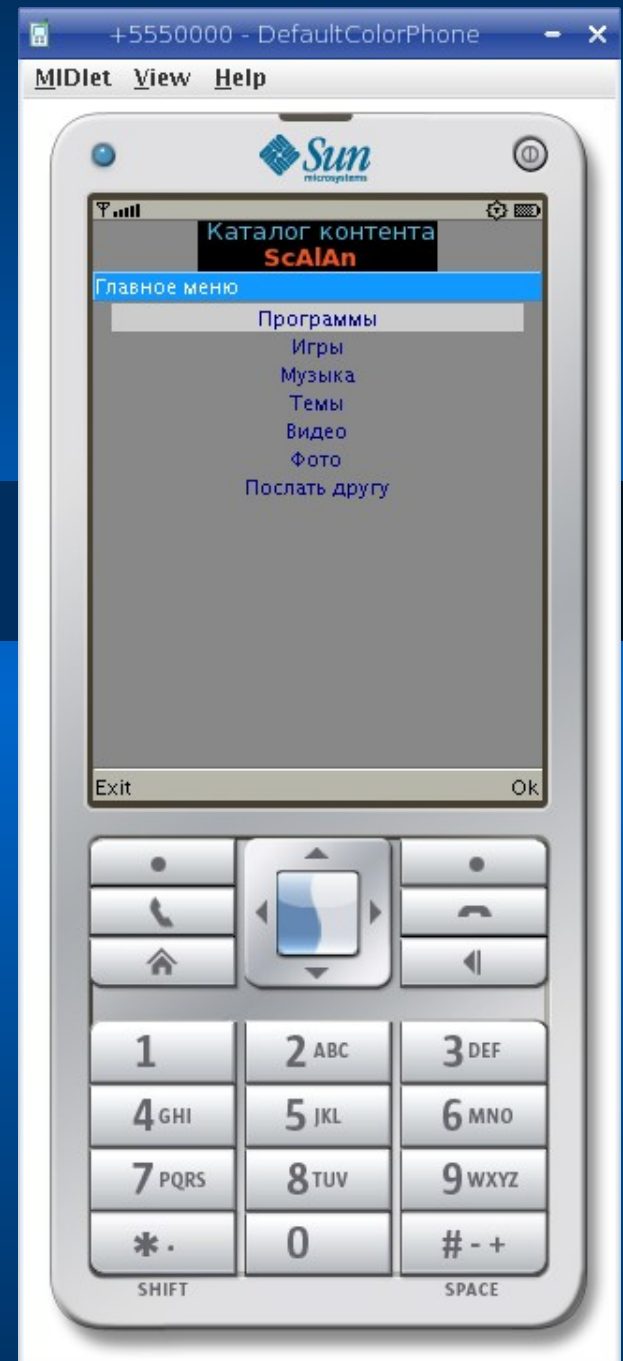 +5550000 - DefaultColorPhone
MIDlet View Help
Sun
microsystems
Каталог контента
ScAlAn
Главное меню
Программы
Игры
Музыка
Темы
Видео
Фото
Послать другу
Exit Ok
1 2 ABC 3 DEF
4 GHI 5 JKL 6 MNO
7 PQRS 8 TUV 9 WXYZ
* . 0 # - +
SHIFT SPACE